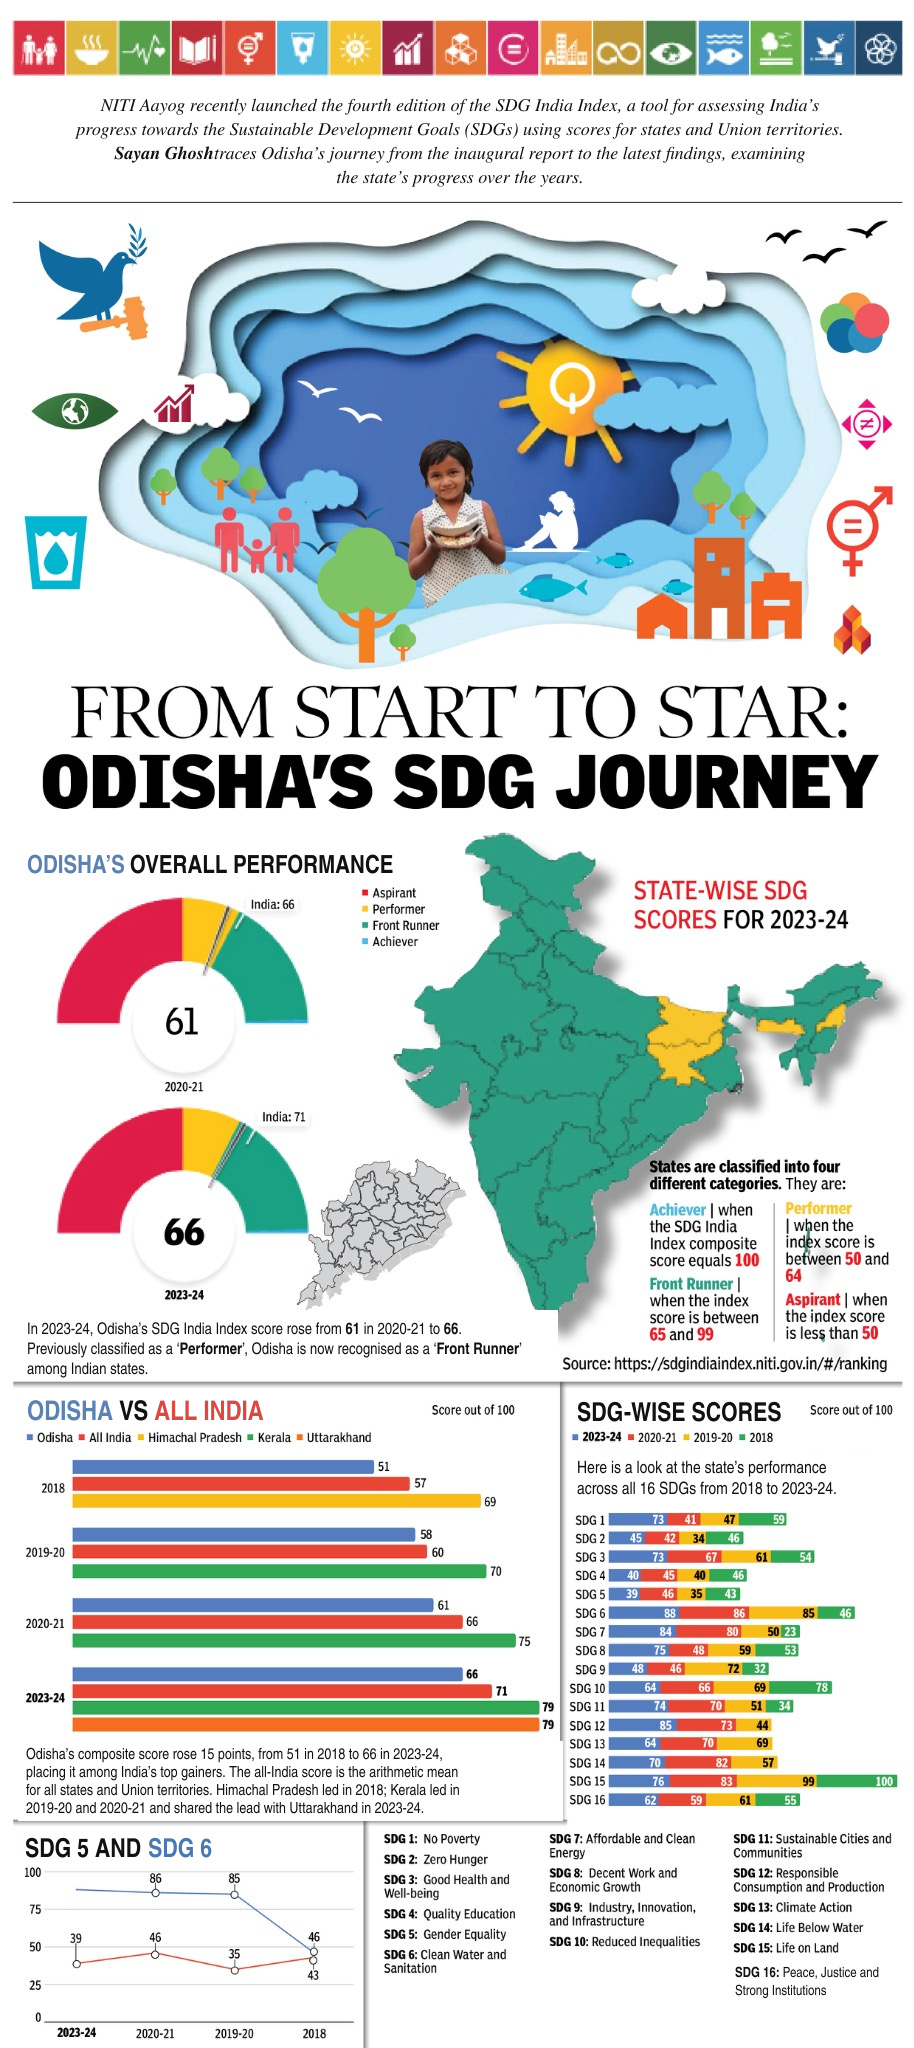 NITI Aayog recently launched the fourth edition of the SDG India Index, a tool for assessing India's
progress towards the Sustainable Development Goals (SDGs) using scores for states and Union territories.
Sayan Ghoshtraces Odisha's journey from the inaugural report to the latest findings, examining
the state's progress over the years.
FROM START TO STAR:
ODISHA'S SDG JOURNEY
ODISHA'S OVERALL PERFORMANCE
Aspirant
Performer
Front Runner
Achiever
India: 66
61
2020-21
India: 71
66
2023-24
In 2023-24, Odisha's SDG India Index score rose from 61 in 2020-21 to 66.
Previously classified as a 'Performer', Odisha is now recognised as a 'Front Runner'
among Indian states.
STATE-WISE SDG
SCORES FOR 2023-24
States are classified into four
different categories. They are:
Achiever | when
the SDG India
Index composite
score equals 100
Front Runner |
when the index
score is between
65 and 99
Performer
| when the
index score is
between 50 and
64
Aspirant | when
the index score
is less than 50
Source: https://sdgindiaindex.niti.gov.in/#/ranking
ODISHA VS ALL INDIA
Score out of 100
Odisha All India Himachal Pradesh Kerala Uttarakhand
2018
51
57
69
2019-20
58
60
70
2020-21
61
66
75
2023-24
66
71
79
79
Odisha's composite score rose 15 points, from 51 in 2018 to 66 in 2023-24,
placing it among India's top gainers. The all-India score is the arithmetic mean
for all states and Union territories. Himachal Pradesh led in 2018; Kerala led in
2019-20 and 2020-21 and shared the lead with Uttarakhand in 2023-24.
SDG-WISE SCORES
Score out of 100
2023-24 2020-21 2019-20 2018
Here is a look at the state's performance
across all 16 SDGs from 2018 to 2023-24.
SDG 1 73 41 47 59
SDG 2 45 42 34 46
SDG 3 73 67 61 54
SDG 4 40 45 40 46
SDG 5 39 46 35 43
SDG 6 88 86 85 46
SDG 7 84 80 50 23
SDG 8 75 48 59 53
SDG 9 48 46 72 32
SDG 10 64 66 69 78
SDG 11 74 70 51 34
SDG 12 85 73 44
SDG 13 64 70 69
SDG 14 70 82 57
SDG 15 76 83 99 100
SDG 16 62 59 61 55
SDG 5 AND SDG 6
100
75
50
25
0
86
85
46
39
46
35
43
2023-24 2020-21 2019-20 2018
SDG 1: No Poverty
SDG 2: Zero Hunger
SDG 3: Good Health and
Well-being
SDG 4: Quality Education
SDG 5: Gender Equality
SDG 6: Clean Water and
Sanitation
SDG 7: Affordable and Clean
Energy
SDG 8: Decent Work and
Economic Growth
SDG 9: Industry, Innovation,
and Infrastructure
SDG 10: Reduced Inequalities
SDG 11: Sustainable Cities and
Communities
SDG 12: Responsible
Consumption and Production
SDG 13: Climate Action
SDG 14: Life Below Water
SDG 15: Life on Land
SDG 16: Peace, Justice and
Strong Institutions